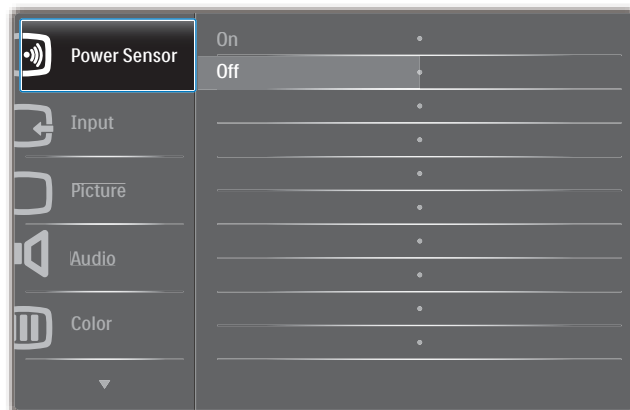 Power Sensor
On
Off
Input
Picture
Audio
Color